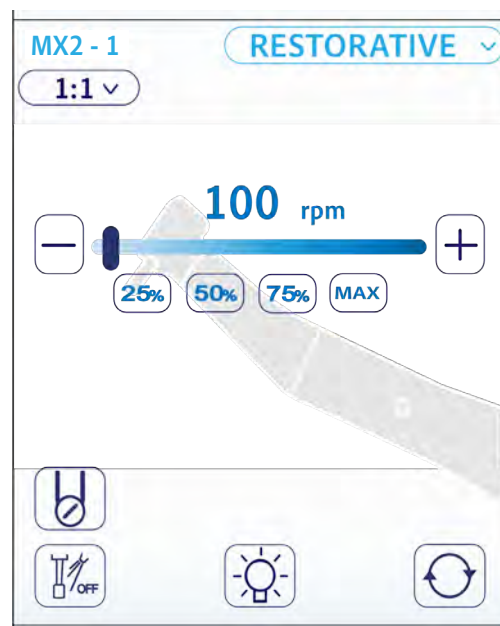 MX2 - 1
RESTORATIVE
1:1
100 rpm
25% 50% 75% MAX
OFF